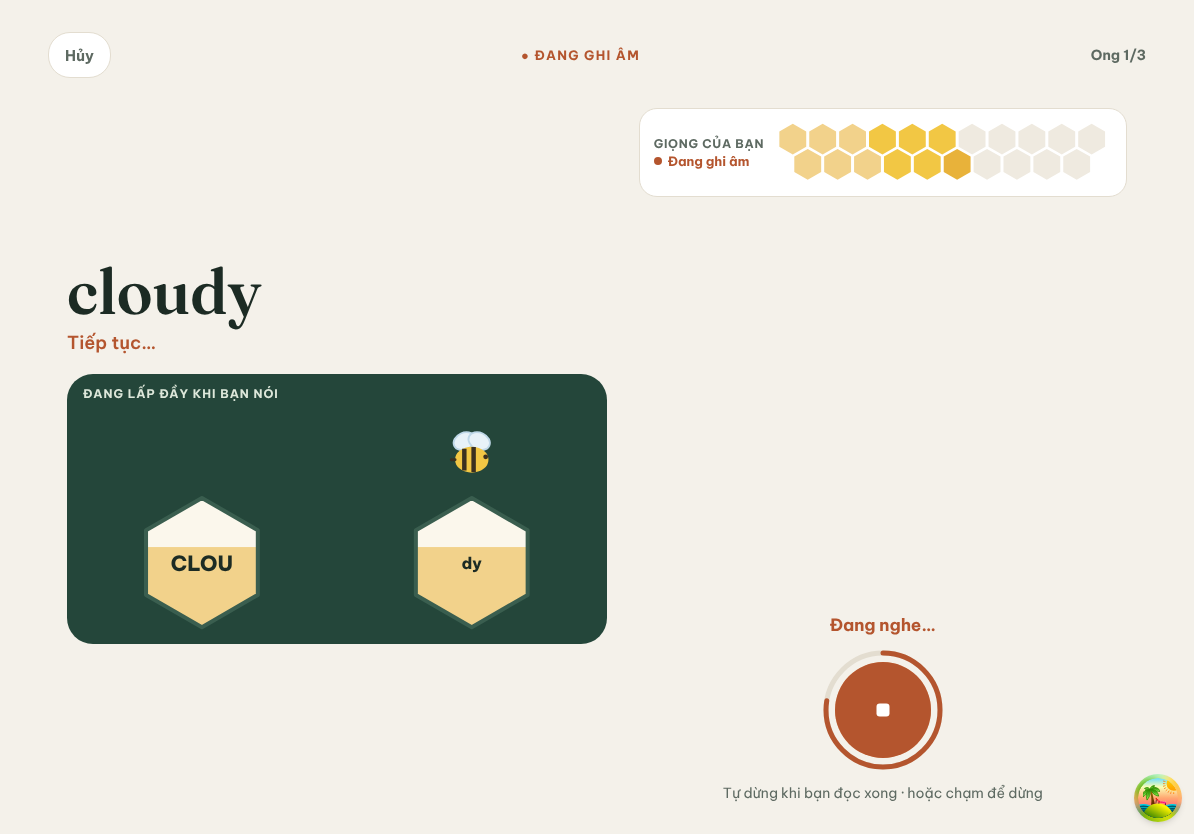 Hủy
• ĐANG GHI ÂM
Ong 1/3
GIỌNG CỦA BẠN
Đang ghi âm
cloudy
Tiếp tục...
ĐANG LẤP ĐẦY KHI BẠN NÓI
CLOU
dy
Đang nghe...
Tự dừng khi bạn đọc xong · hoặc chạm để dừng